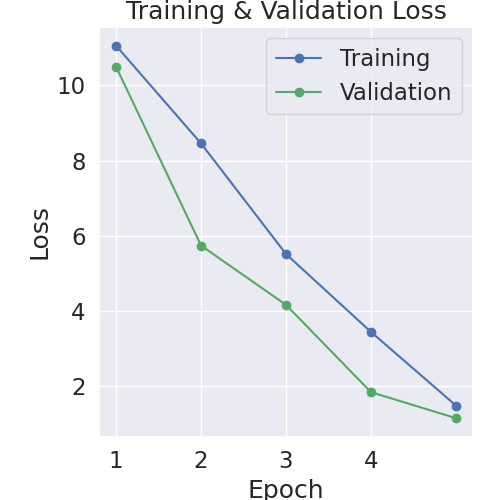 Training & Validation Loss
Training
Validation
10
8
6
4
2
Loss
1 2 3 4
Epoch